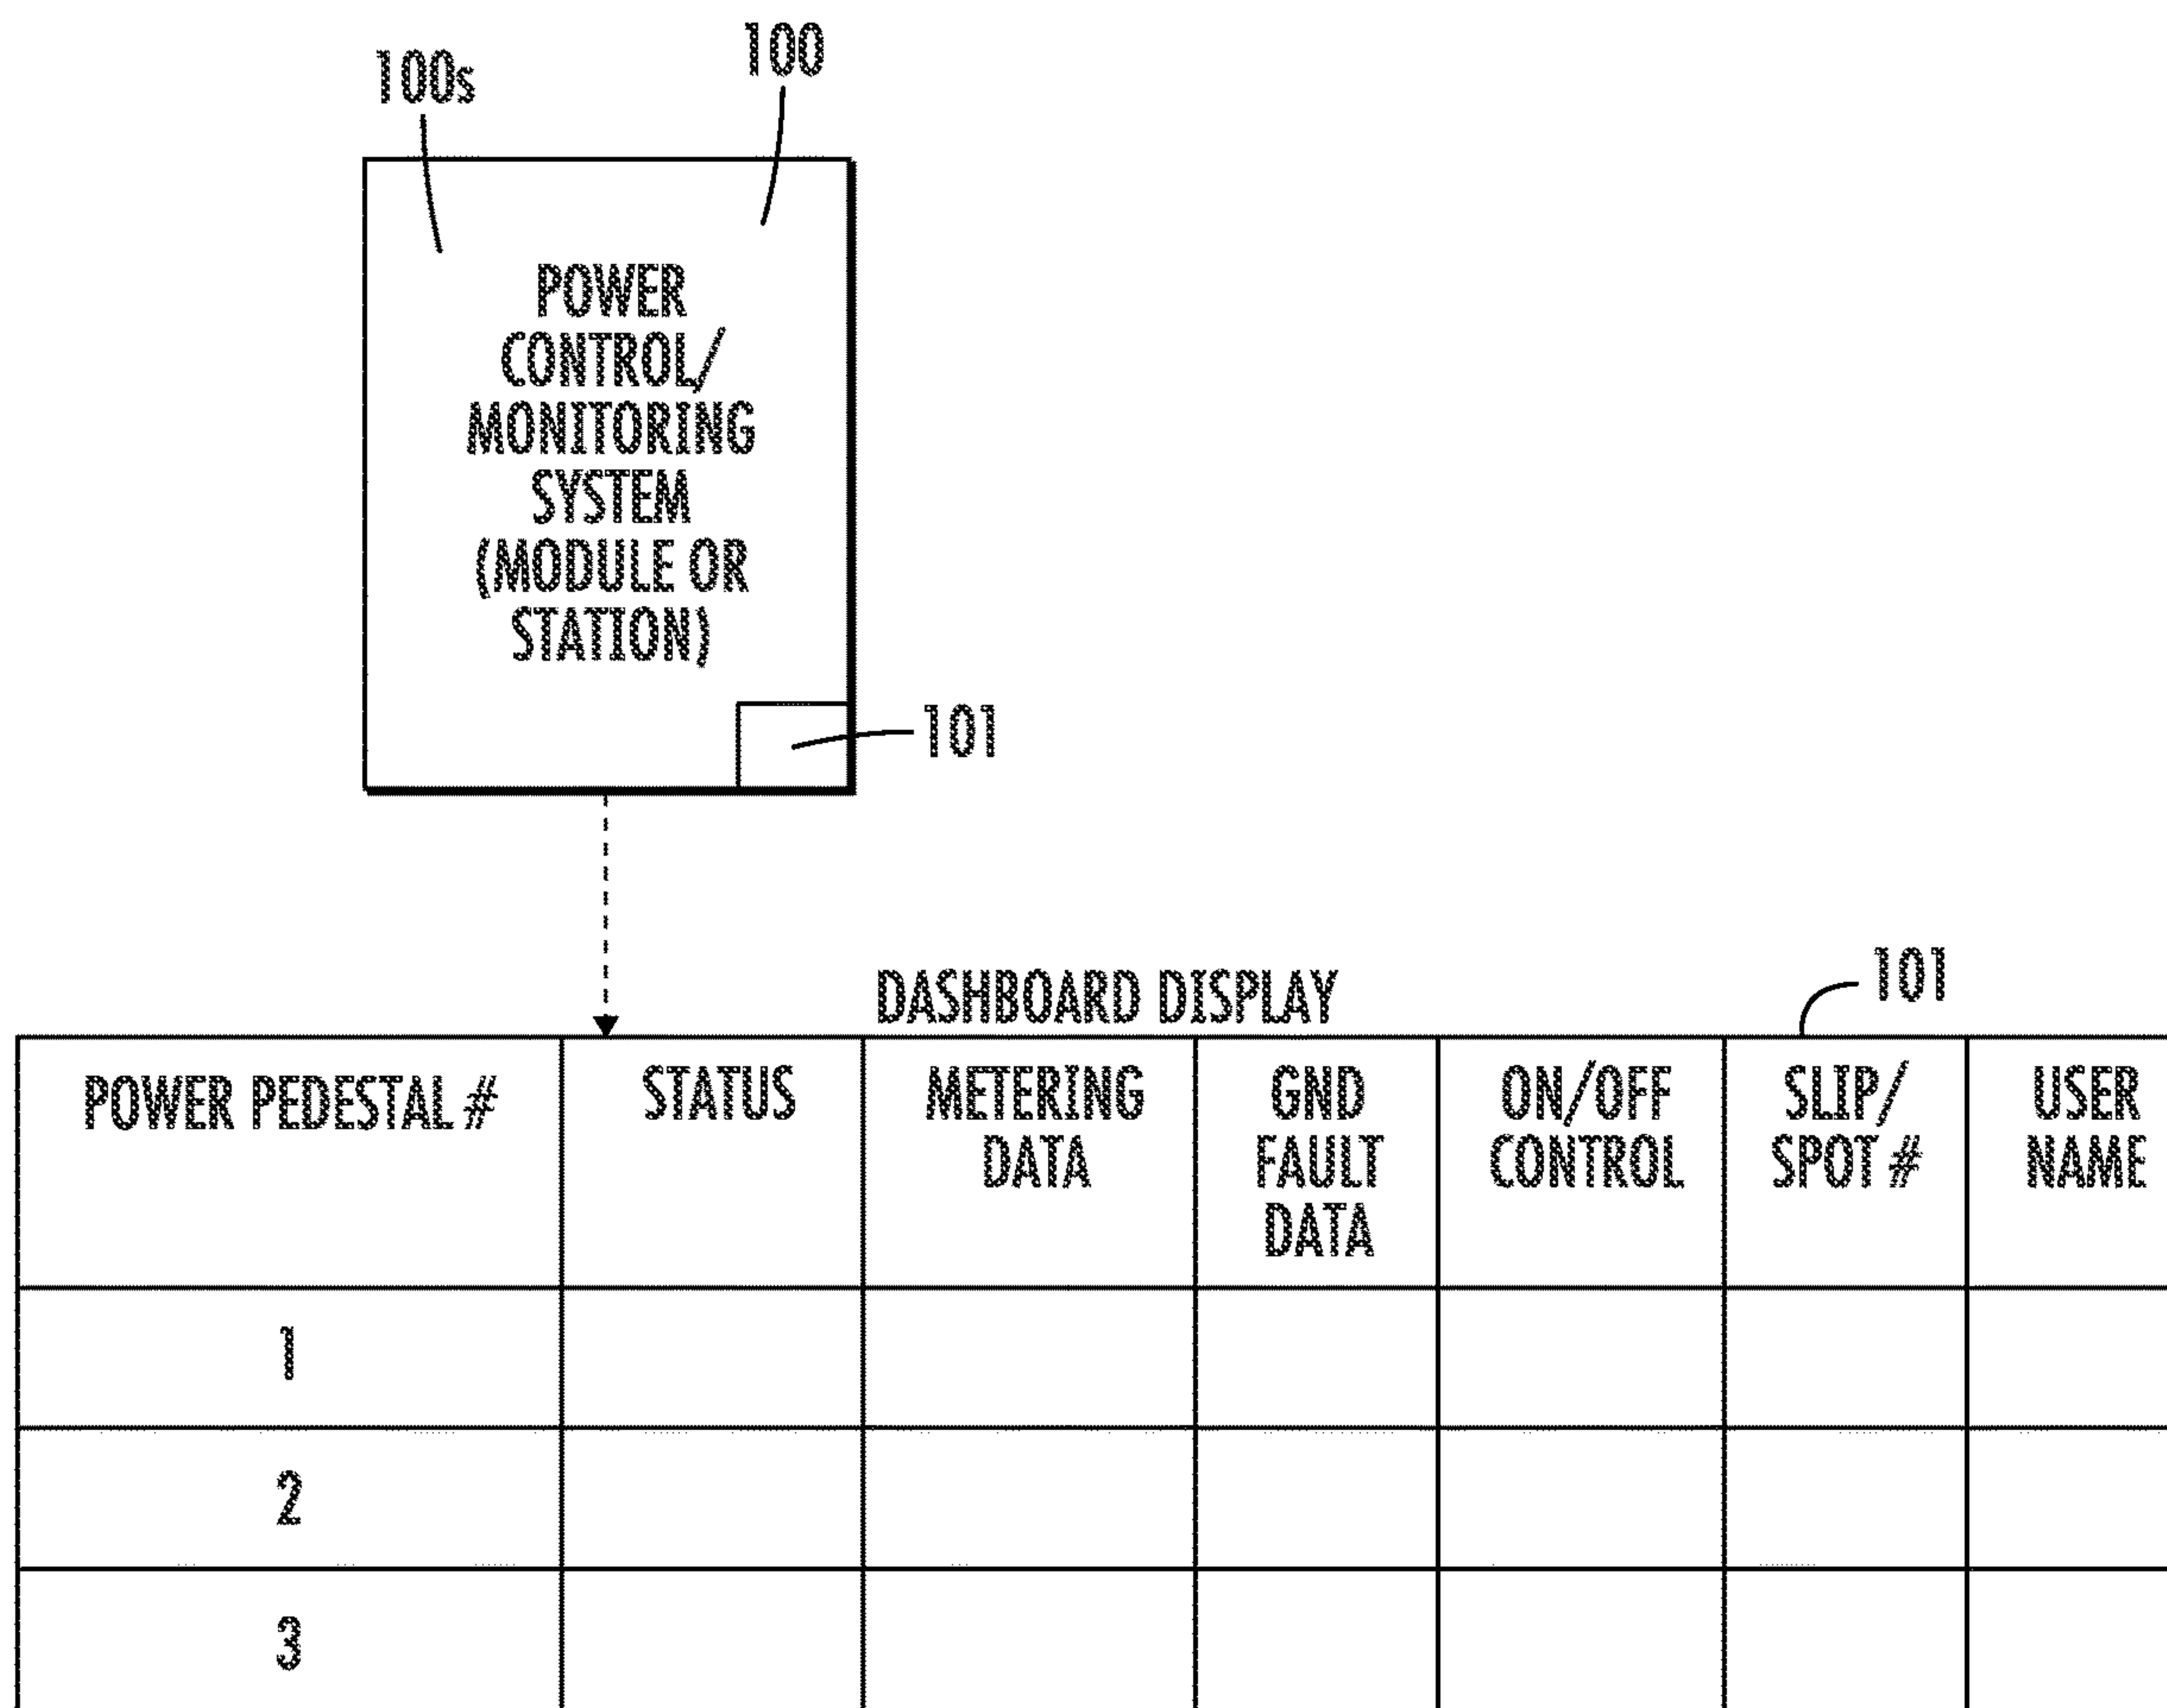 100s
100
POWER
CONTROL/
MONITORING
SYSTEM
(MODULE OR
STATION)
101
DASHBOARD DISPLAY
101
POWER PEDESTAL #
STATUS
METERING
DATA
GND
FAULT
DATA
ON/OFF
CONTROL
SLIP/
SPOT #
USER
NAME
1
2
3